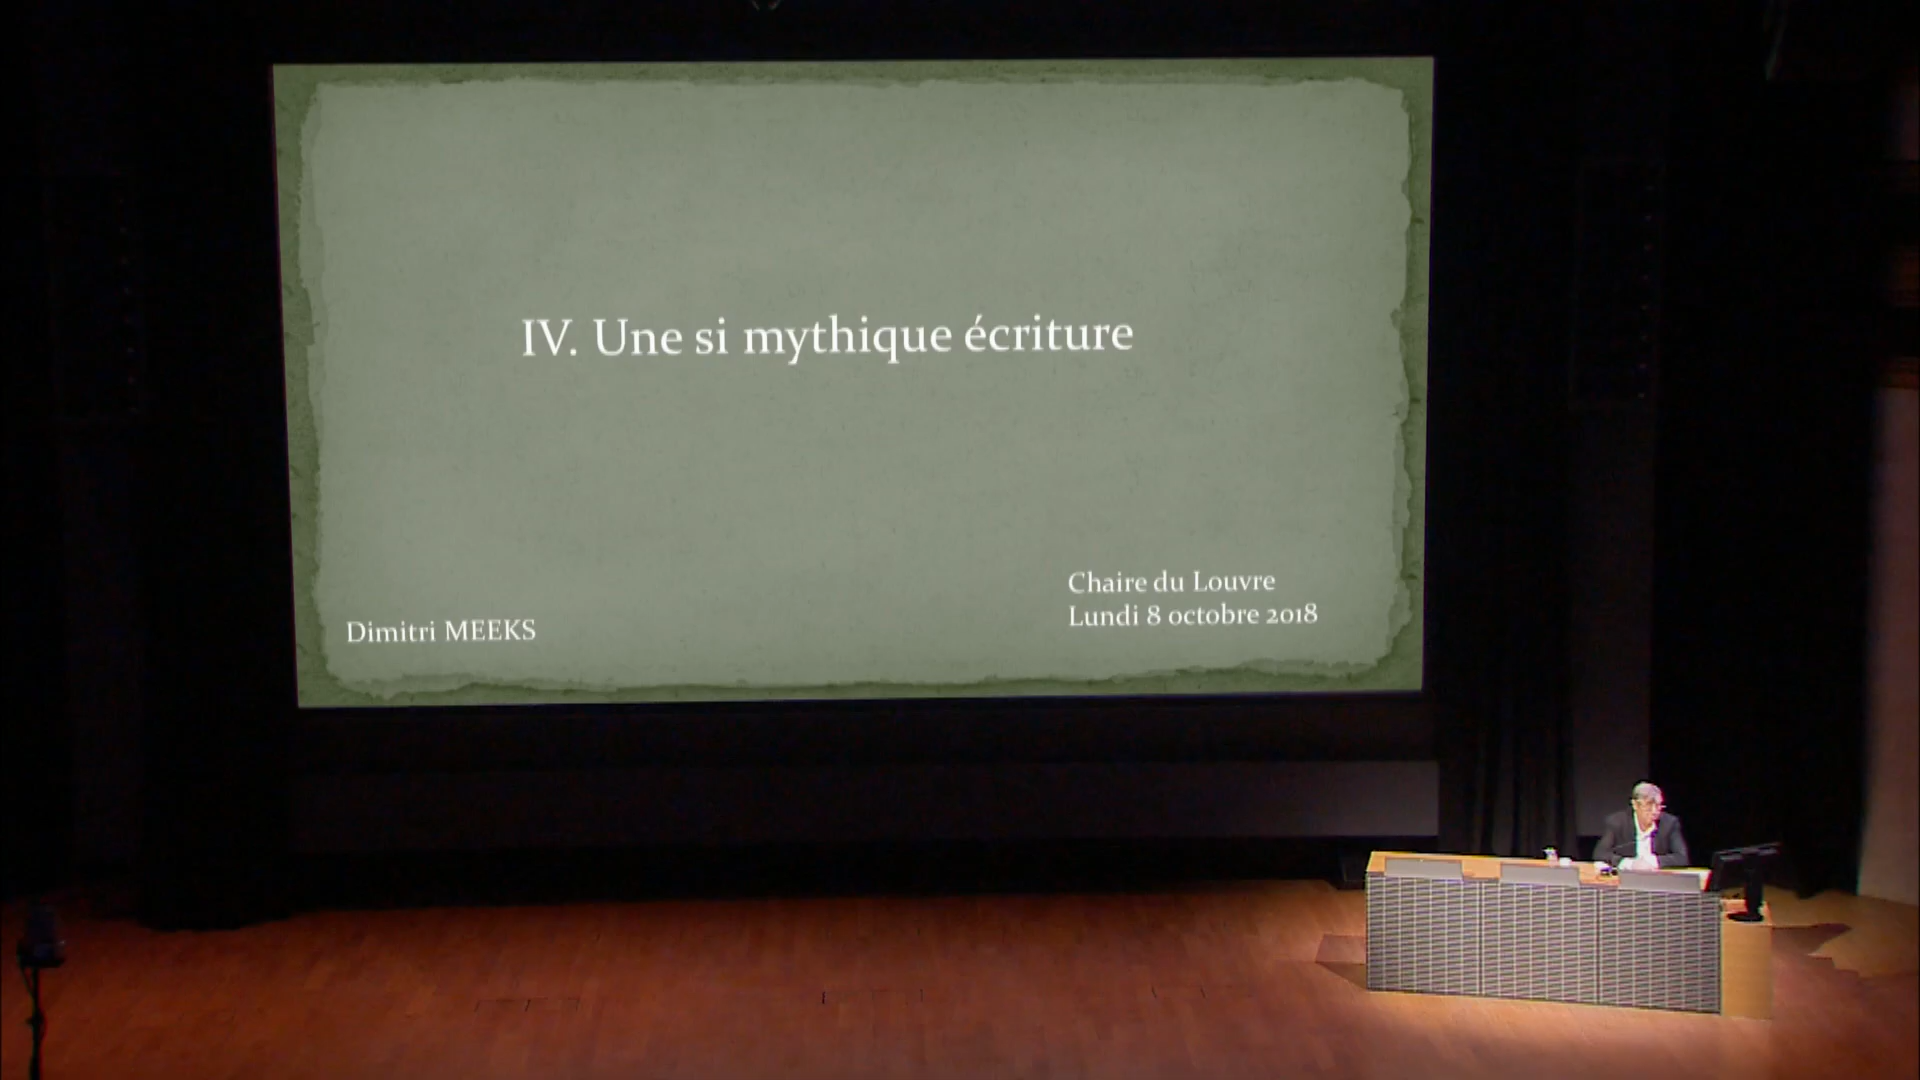 IV. Une si mythique écriture
Dimitri MEEKS
Chaire du Louvre
Lundi 8 octobre 2018